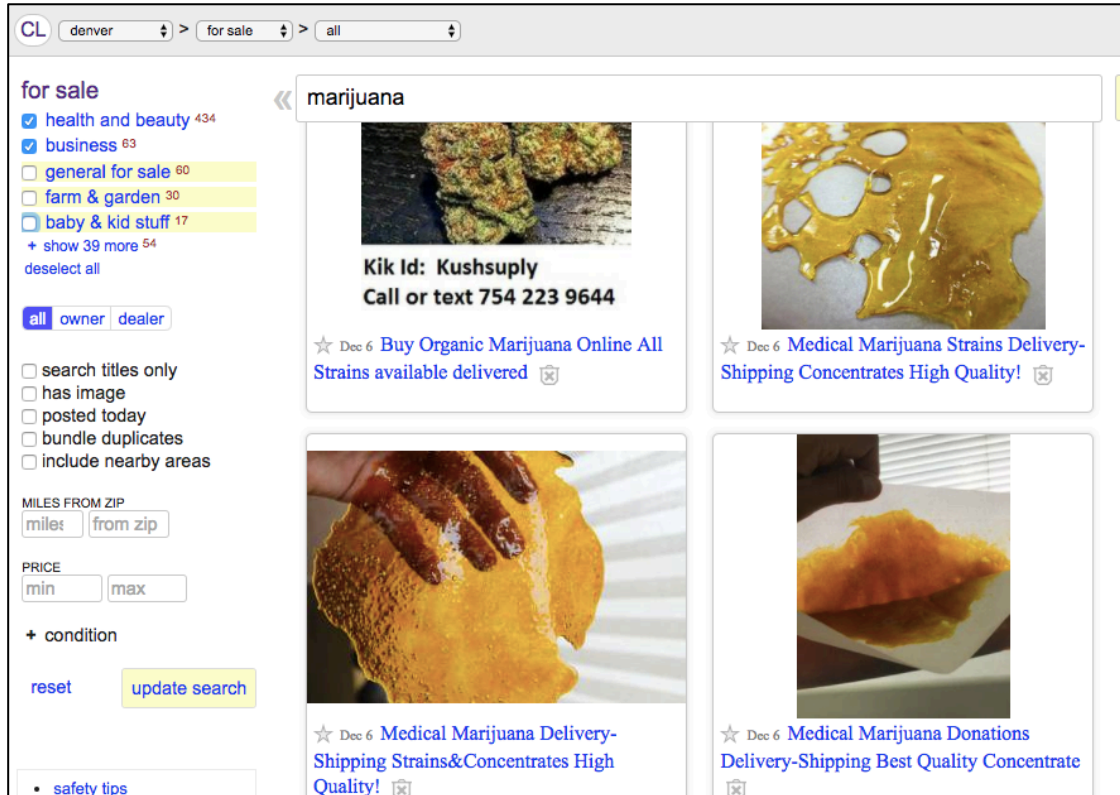 CL denver > for sale > all
for sale
health and beauty 434
business 63
general for sale 60
farm & garden 30
baby & kid stuff 17
+ show 39 more 54
deselect all
all owner dealer
search titles only
has image
posted today
bundle duplicates
include nearby areas
MILES FROM ZIP
miles from zip
PRICE
min max
+ condition
reset update search
• safety tips
« marijuana
Kik Id: Kushsuply
Call or text 754 223 9644
Dec 6 Buy Organic Marijuana Online All
Strains available delivered
Dec 6 Medical Marijuana Strains Delivery-
Shipping Concentrates High Quality!
Dec 6 Medical Marijuana Delivery-
Shipping Strains&Concentrates High
Quality!
Dec 6 Medical Marijuana Donations
Delivery-Shipping Best Quality Concentrate